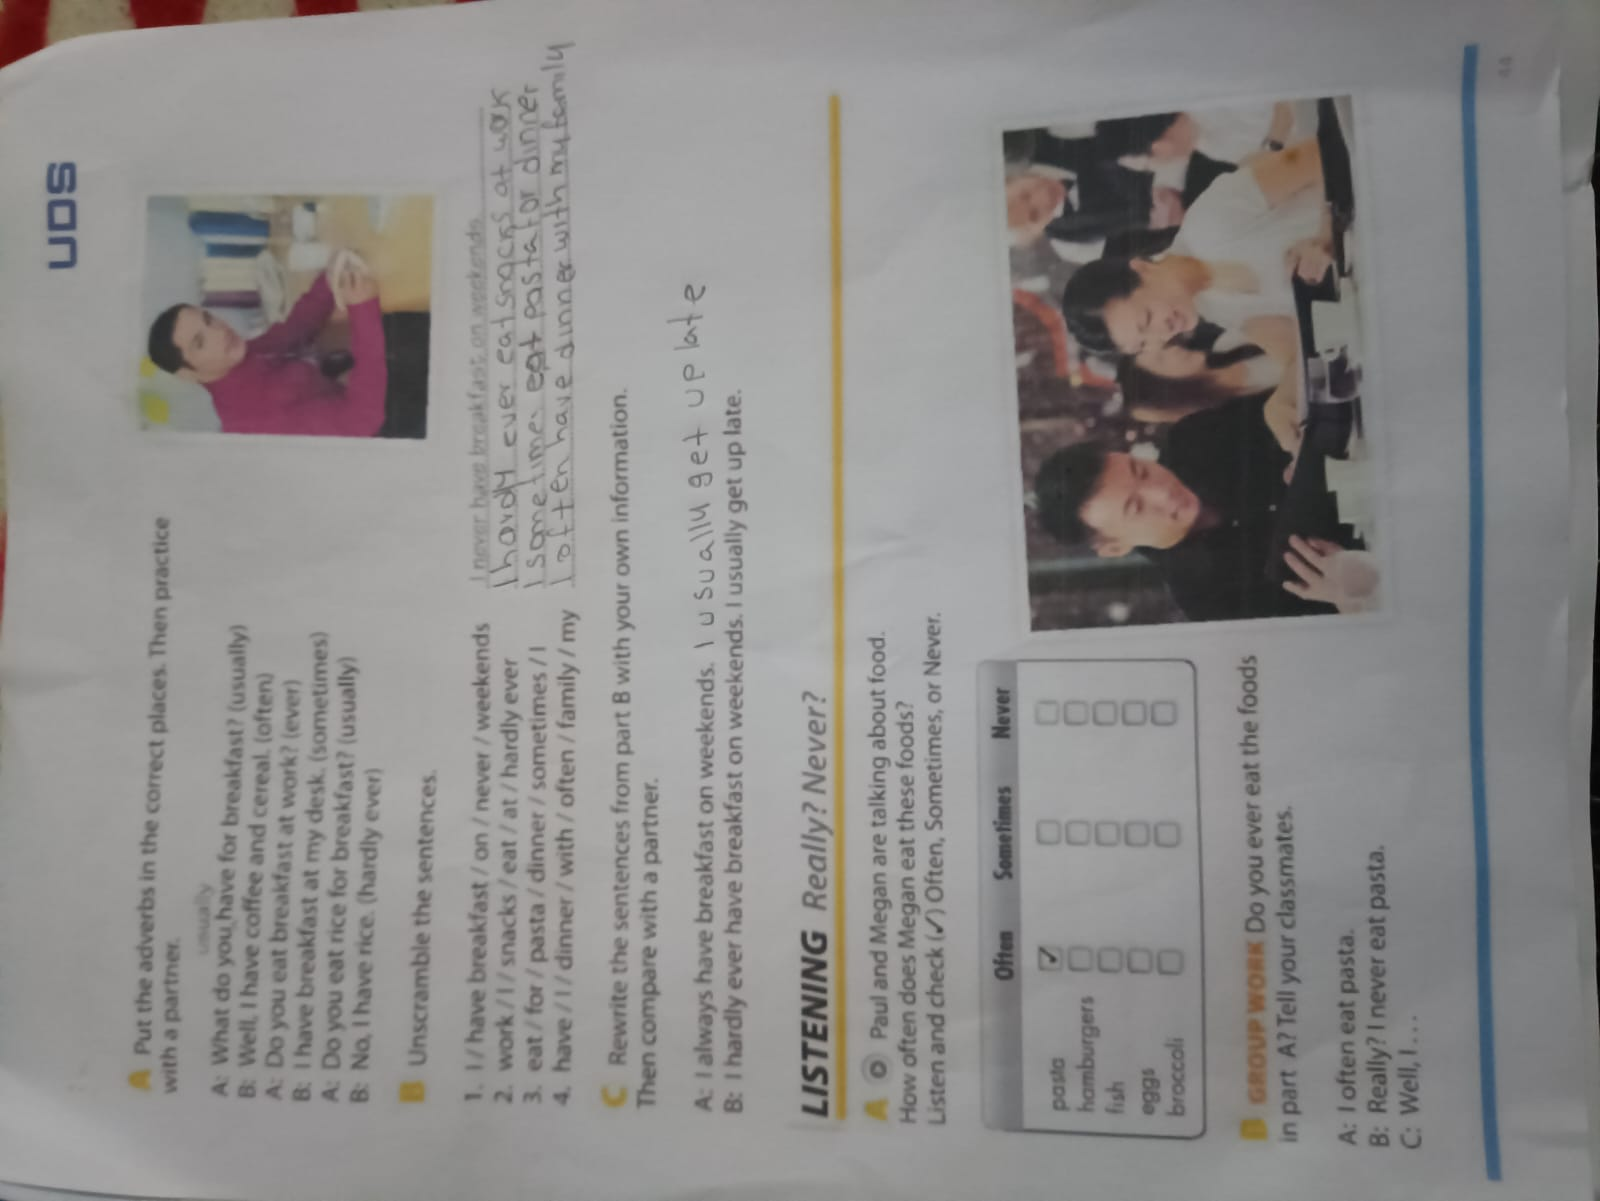 UDS
A Put the adverbs in the correct places. Then practice
with a partner.
usually
A: What do you have for breakfast? (usually)
B: Well, I have coffee and cereal. (often)
A: Do you eat breakfast at work? (ever)
B: I have breakfast at my desk. (sometimes)
A: Do you eat rice for breakfast? (usually)
B: No, I have rice. (hardly ever)
B Unscramble the sentences.
1. I / have breakfast / on / never / weekends I never have breakfast on weekends
2. work / I / snacks / eat / at / hardly ever I hardly ever eat snacks at work
3. eat / for / pasta / dinner / sometimes / I I sometimes eat pasta for dinner
4. have / I / dinner / with / often / family / my I often have dinner with my family
C Rewrite the sentences from part B with your own information.
Then compare with a partner.
A: I always have breakfast on weekends. I usually get up late
B: I hardly ever have breakfast on weekends. I usually get up late.
LISTENING Really? Never?
A Paul and Megan are talking about food.
How often does Megan eat these foods?
Listen and check (✓) Often, Sometimes, or Never.
Often Sometimes Never
pasta ✓
hamburgers
fish
eggs
broccoli
B GROUP WORK Do you ever eat the foods
in part A? Tell your classmates.
A: I often eat pasta.
B: Really? I never eat pasta.
C: Well, I . . .
44